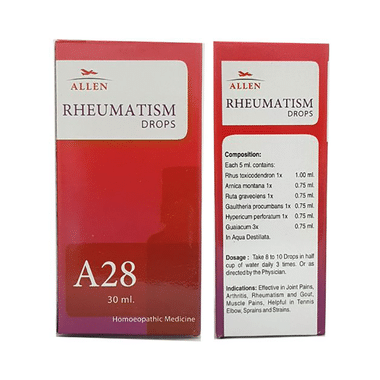 ALLEN
RHEUMATISM
DROPS
A28
30 ml.
Homoeopathic Medicine
ALLEN
RHEUMATISM
DROPS
Composition:
Each 5 ml. contains:
Rhus toxicodendron 1x 1.00 ml.
Arnica montana 1x 0.75 ml.
Ruta graveciens 1x 0.75 ml.
Gaultheria procumbans 1x 0.75 ml.
Hypericum perforatum 1x 0.75 ml.
Guaiacum 3x 0.75 ml.
In Aqua Destillata.
Dosage : Take 8 to 10 Drops in half
cup of water daily 3 times. Or as
directed by the Physician.
Indications: Effective in Joint Pains,
Arthritis, Rheumatism and Goaf,
Muscle Pains, Helpful in Tennis
Elbow, Sprains and Strains.